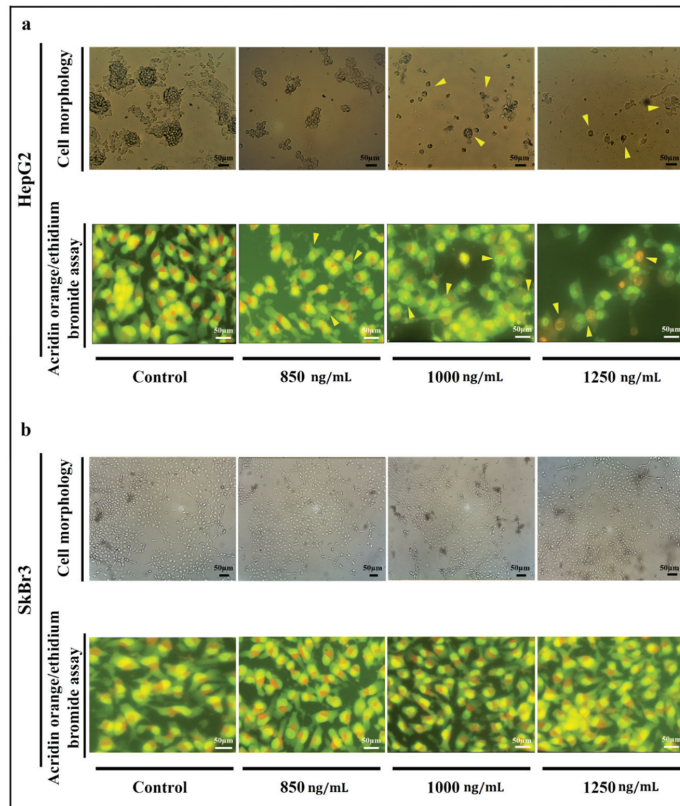 a
HepG2
Cell morphology
50μm
50μm
50μm
50μm
Acridin orange/ethidium
bromide assay
50μm
50μm
50μm
50μm
Control
850 ng/mL
1000 ng/mL
1250 ng/mL
b
SkBr3
Cell morphology
50μm
50μm
50μm
50μm
Acridin orange/ethidium
bromide assay
50μm
50μm
50μm
50μm
Control
850 ng/mL
1000 ng/mL
1250 ng/mL